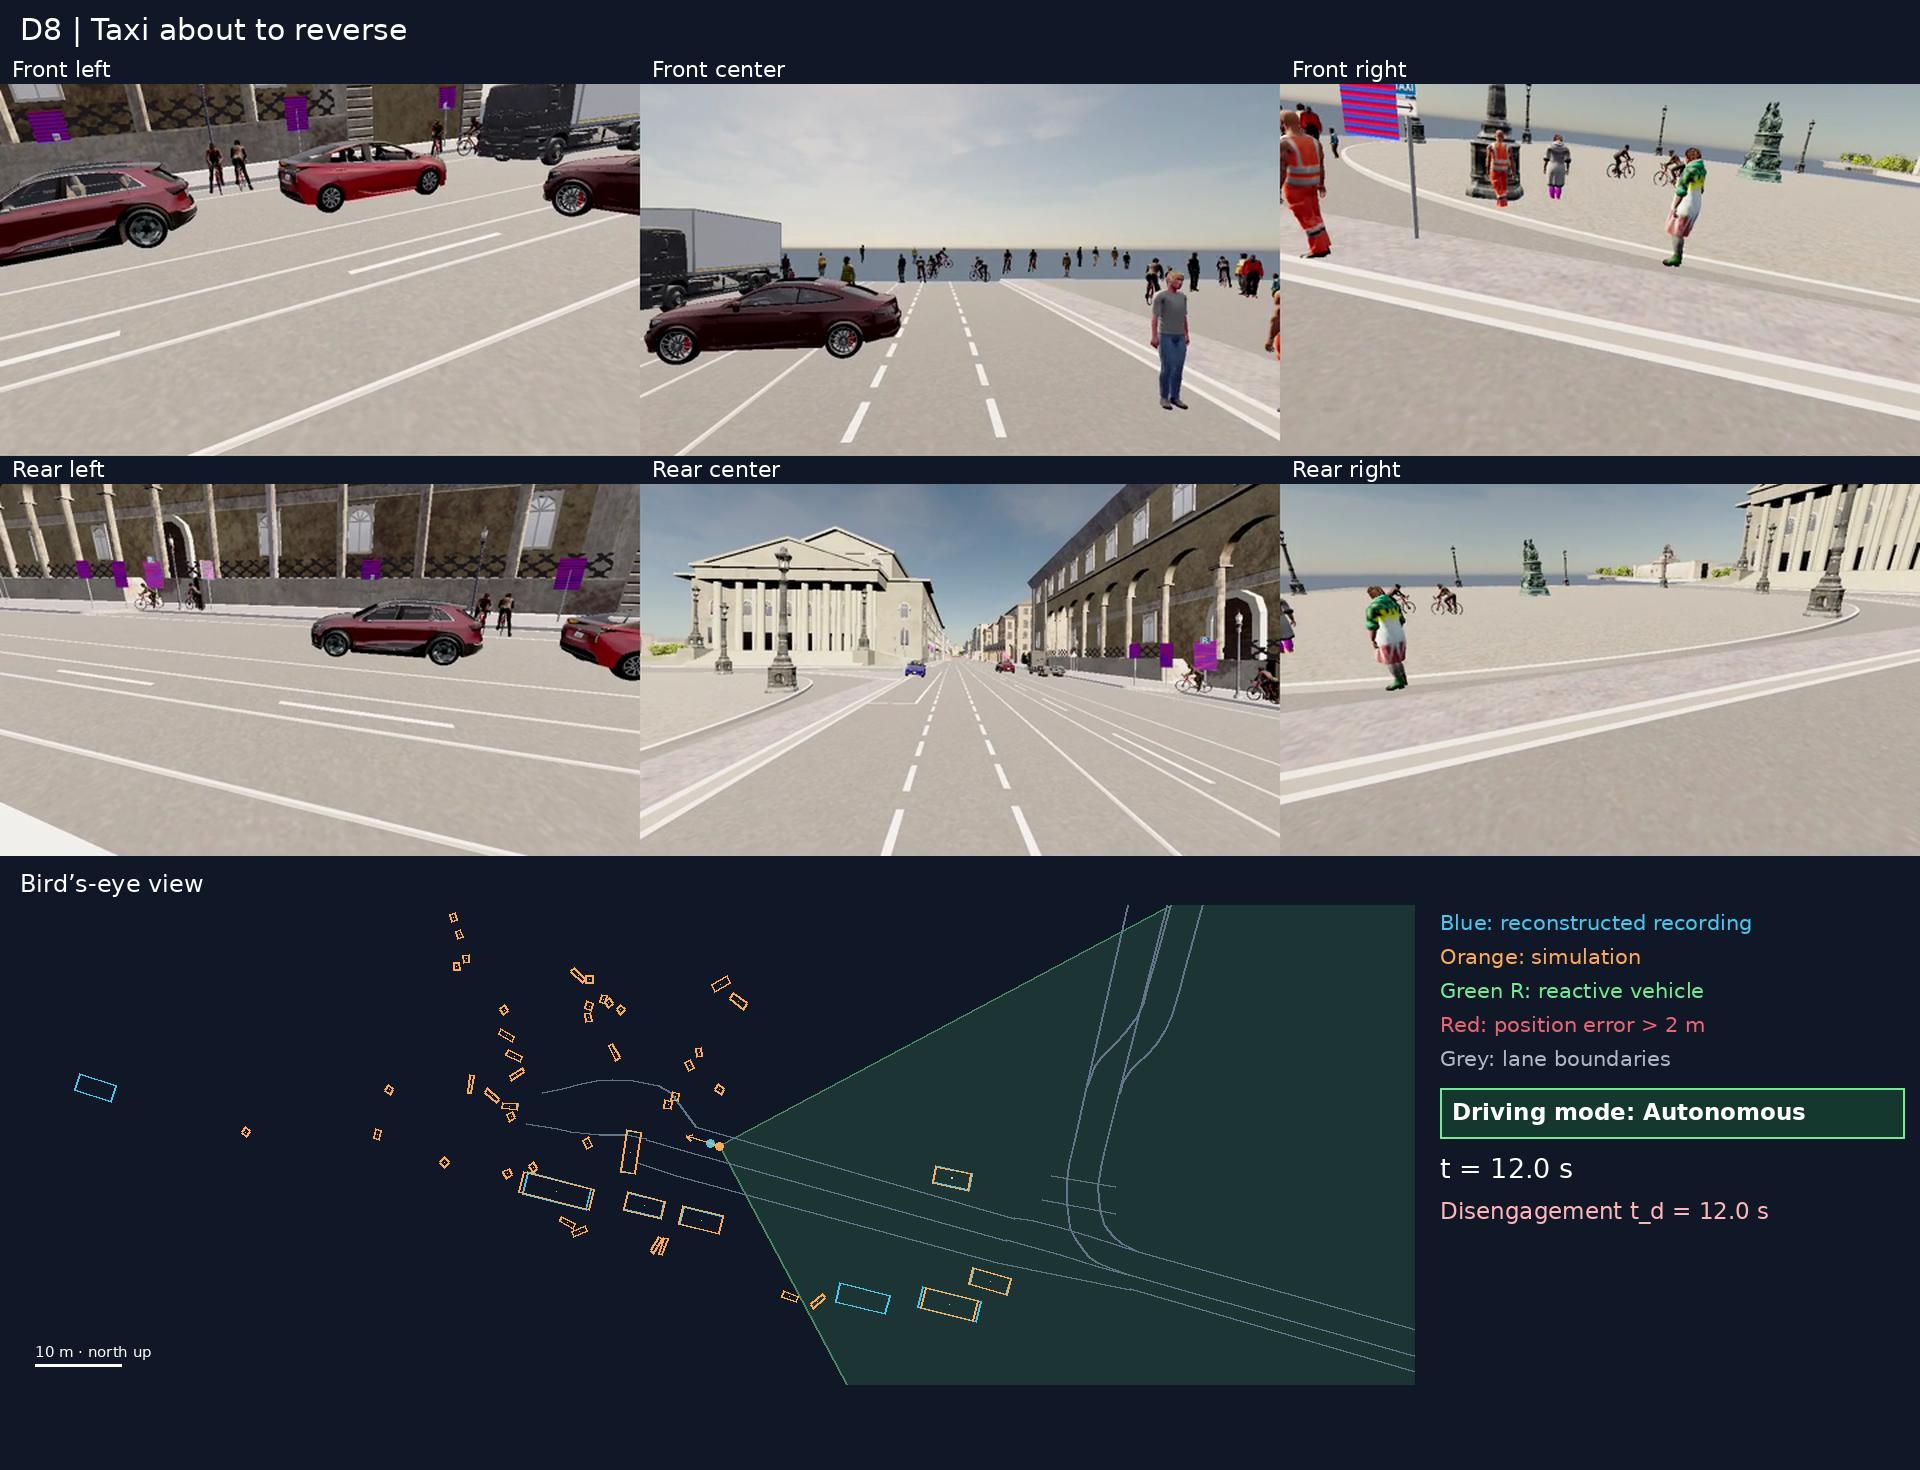 D8 | Taxi about to reverse
Front left
Front center
Front right
TAXI
Rear left
Rear center
Rear right
Bird’s-eye view
Blue: reconstructed recording
Orange: simulation
Green R: reactive vehicle
Red: position error > 2 m
Grey: lane boundaries
Driving mode: Autonomous
t = 12.0 s
Disengagement t_d = 12.0 s
10 m · north up